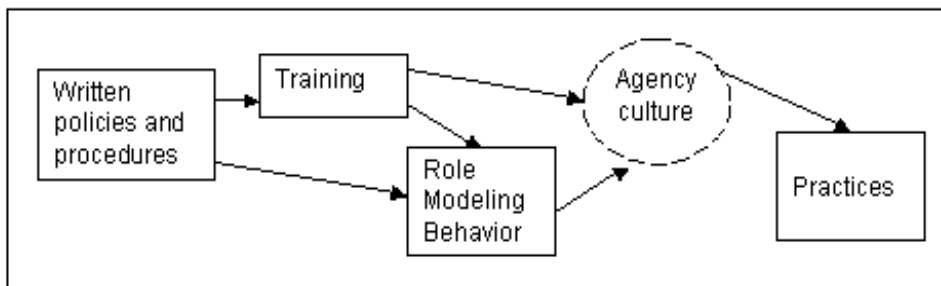 Written
policies and
procedures
Training
Role
Modeling
Behavior
Agency
culture
Practices